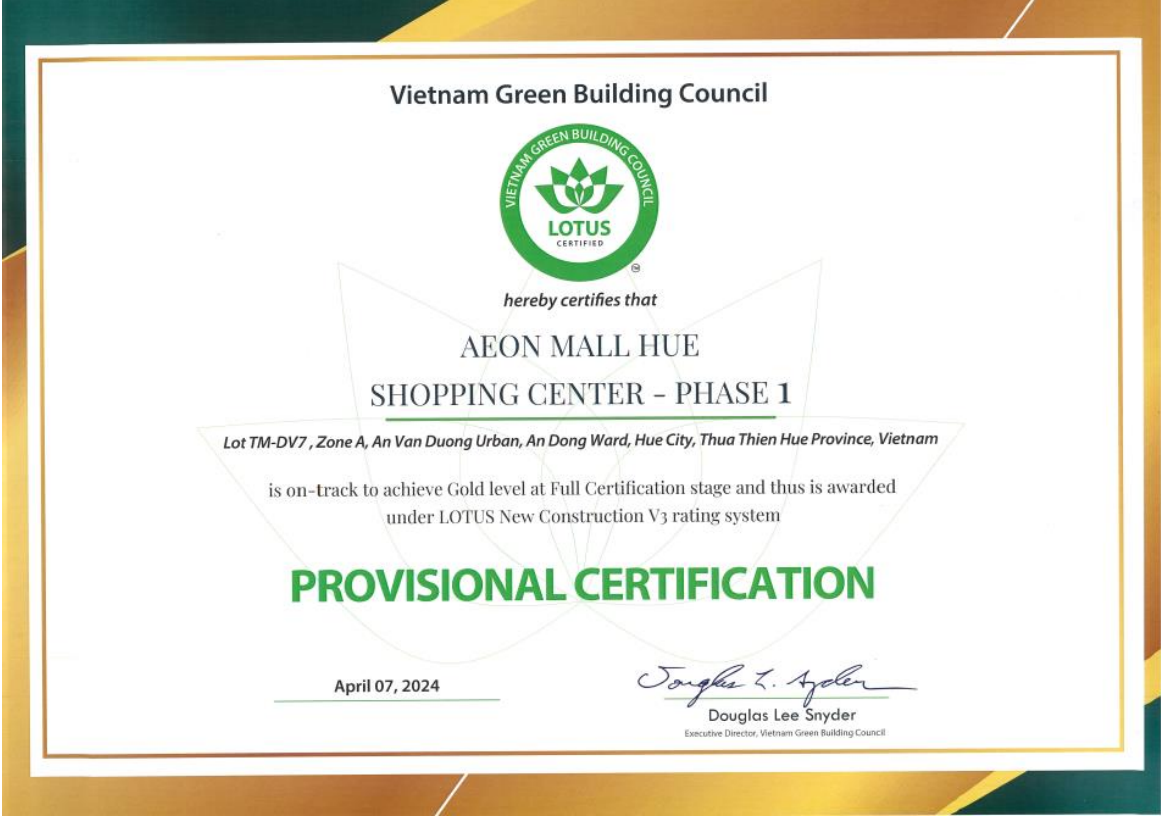 Vietnam Green Building Council
VIETNAM GREEN BUILDING COUNCIL
LOTUS
CERTIFIED
TM
hereby certifies that
AEON MALL HUE
SHOPPING CENTER – PHASE 1
Lot TM-DV7 , Zone A, An Van Duong Urban, An Dong Ward, Hue City, Thua Thien Hue Province, Vietnam
is on-track to achieve Gold level at Full Certification stage and thus is awarded
under LOTUS New Construction V3 rating system
PROVISIONAL CERTIFICATION
April 07, 2024
Douglas L. Snyder
Douglas Lee Snyder
Executive Director, Vietnam Green Building Council